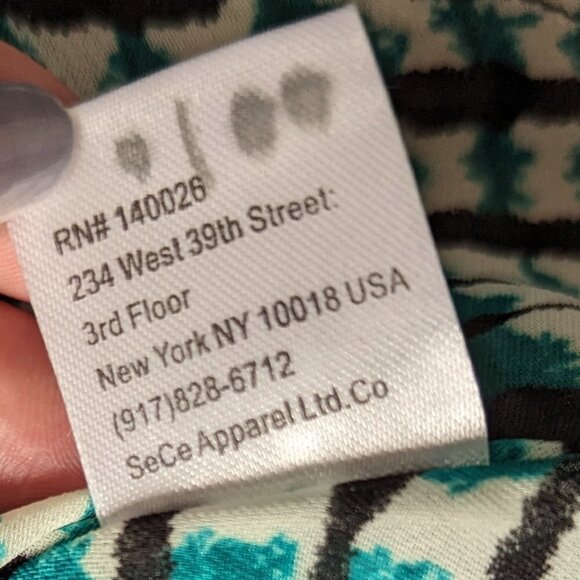 RN# 140026
234 West 39th Street:
3rd Floor
New York NY 10018 USA
(917)828-6712
SeCe Apparel Ltd.Co